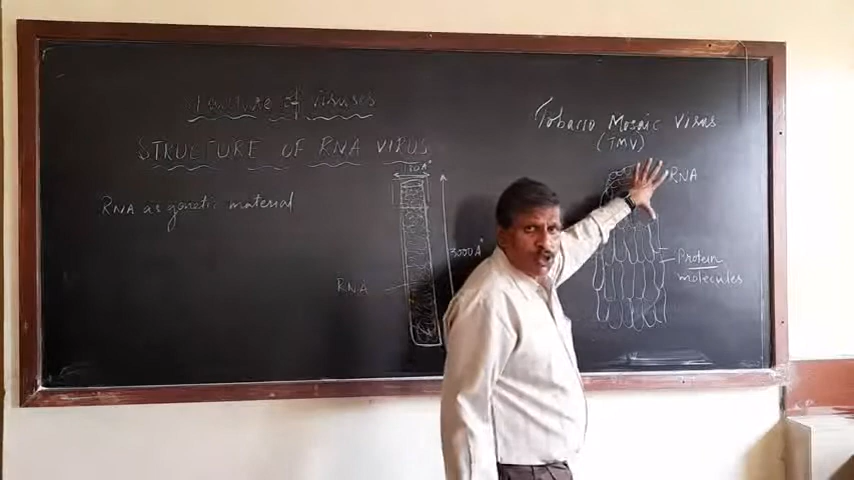 Structure of Viruses
STRUCTURE OF RNA VIRUS
RNA as genetic material
180 A°
3000 A°
RNA
Tobacco Mosaic Virus
(TMV)
RNA
Protein
molecules